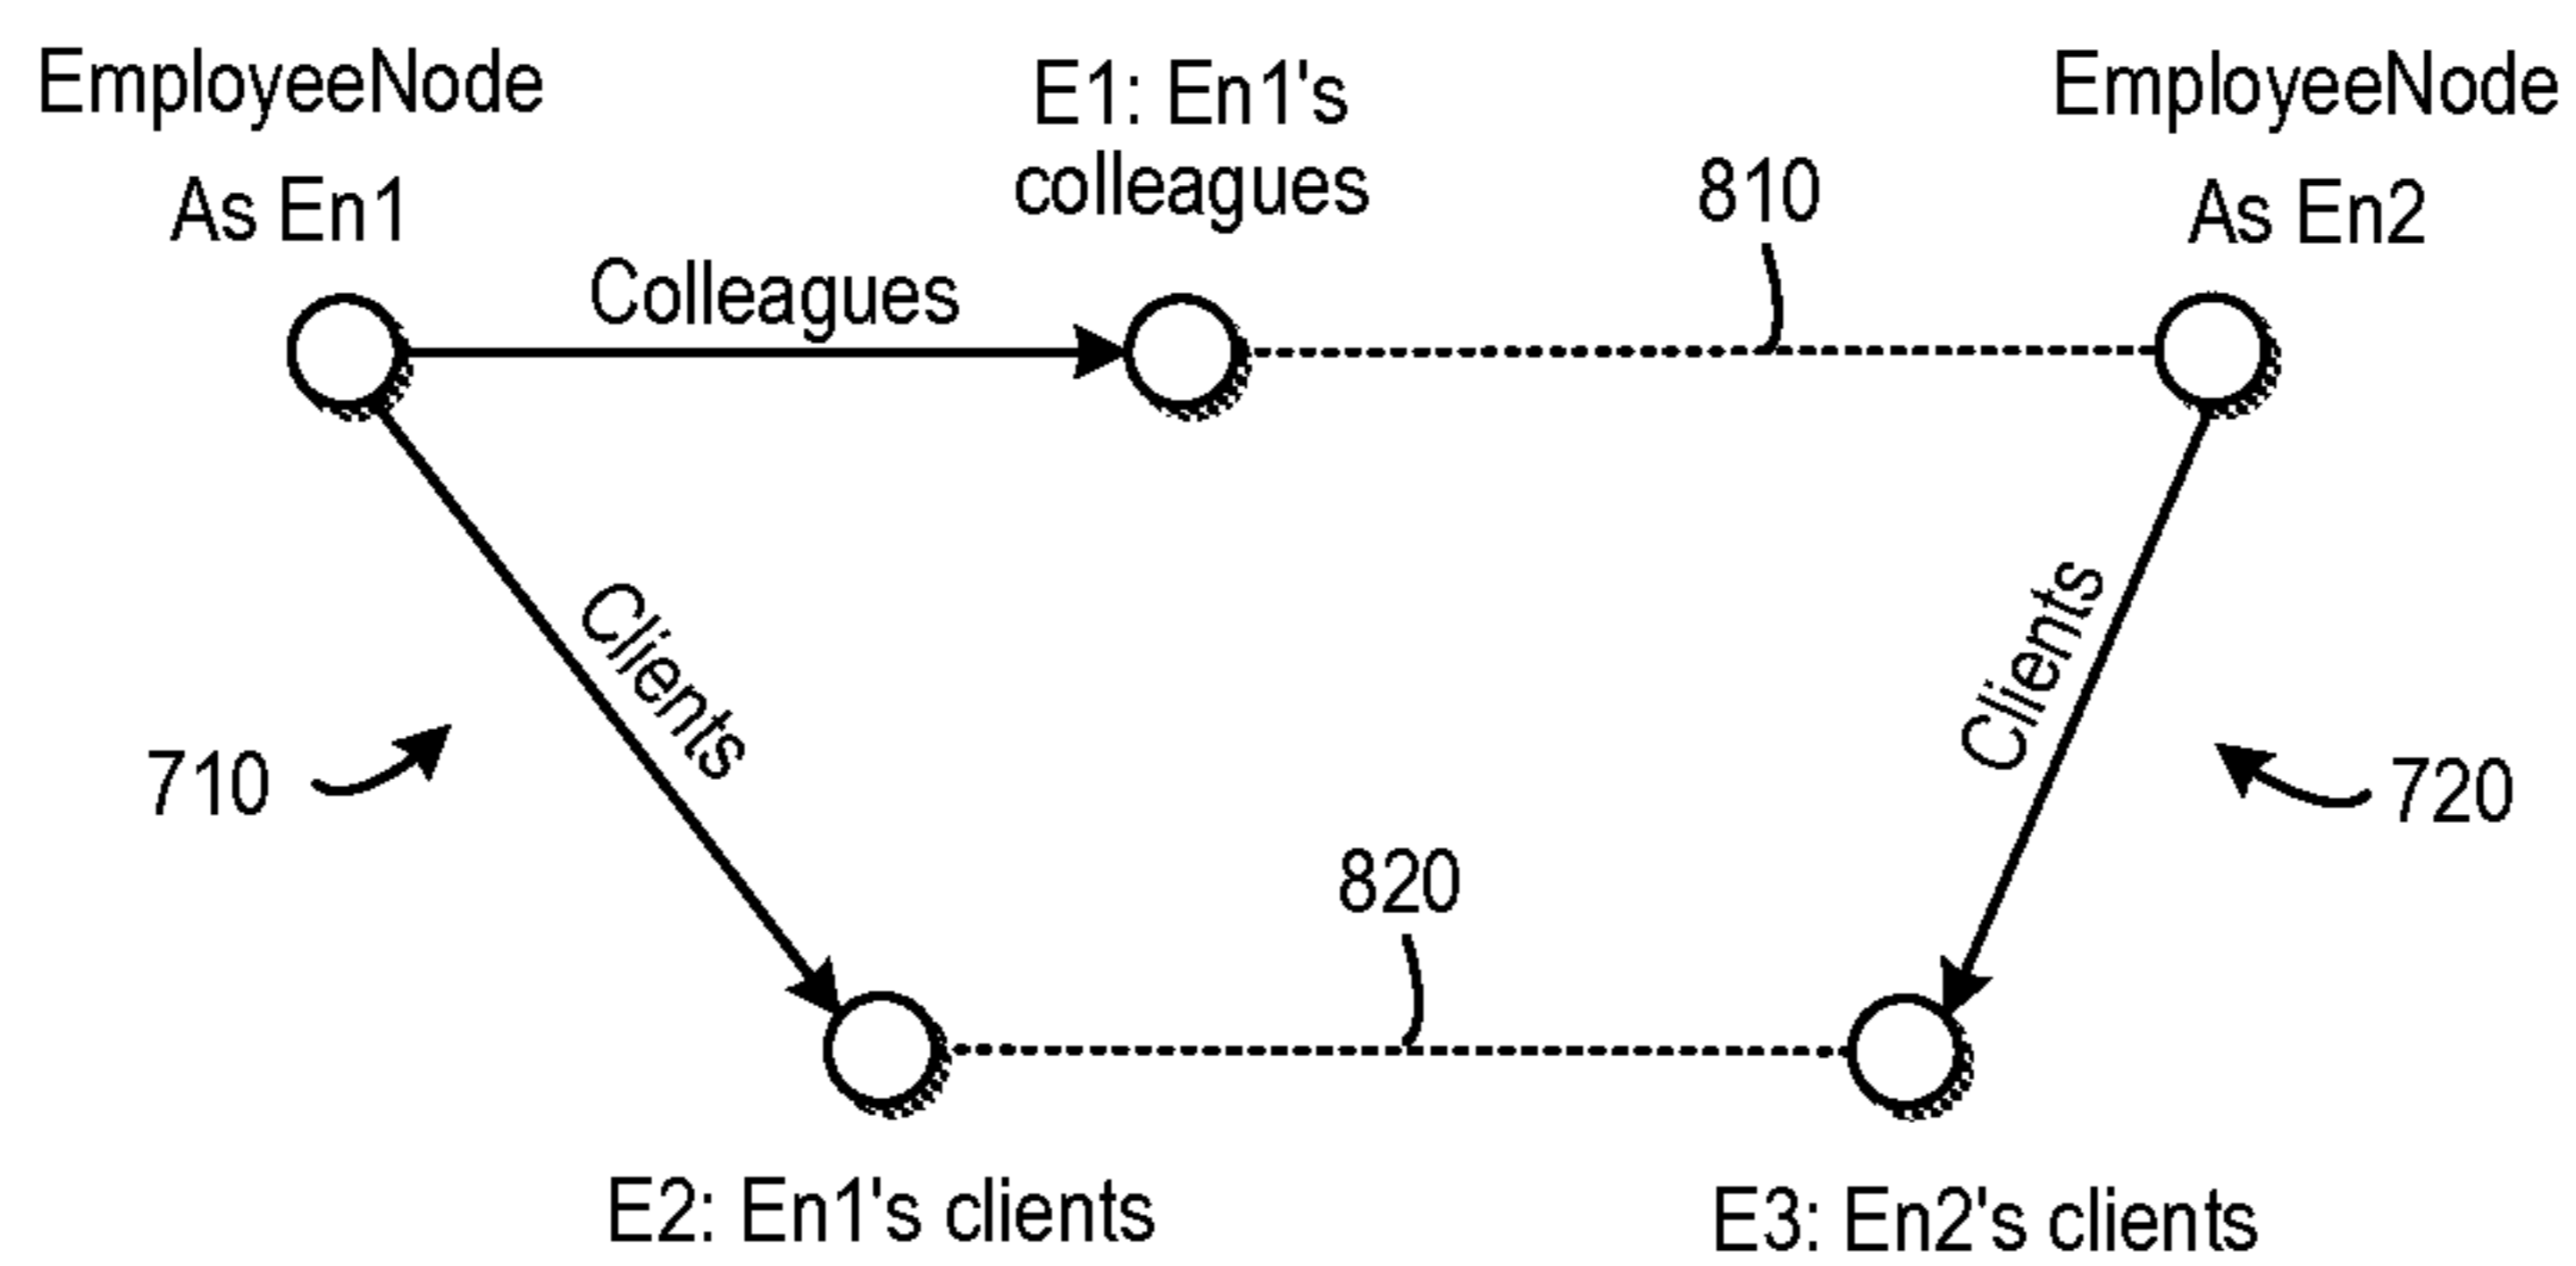 EmployeeNode
As En1
E1: En1's
colleagues
EmployeeNode
As En2
810
Colleagues
Clients
Clients
710
720
820
E2: En1's clients
E3: En2's clients